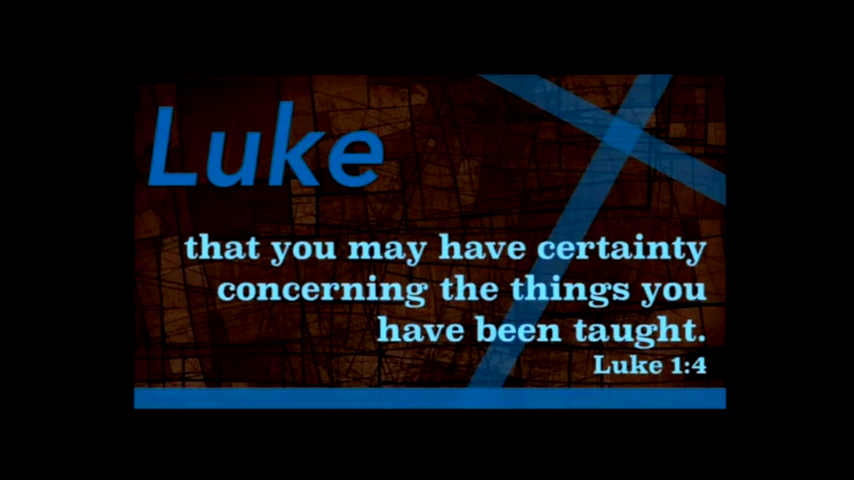 Luke
that you may have certainty
concerning the things you
have been taught.
Luke 1:4